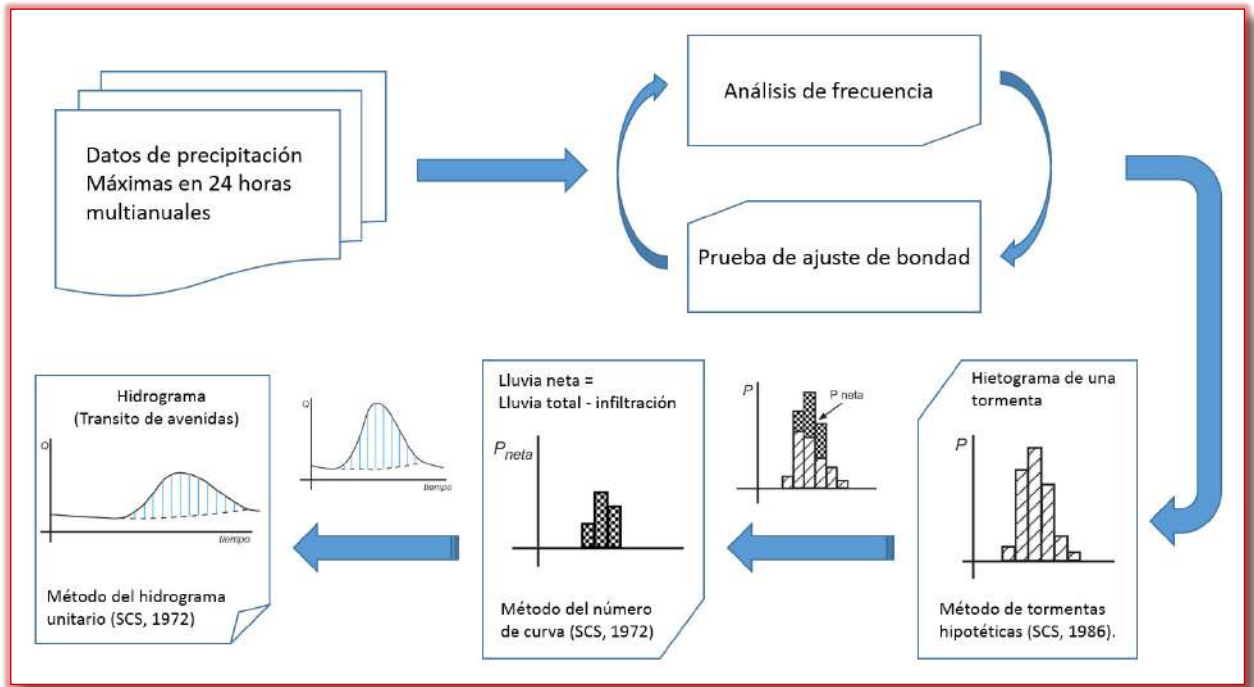 Datos de precipitación
Máximas en 24 horas
multianuales
Análisis de frecuencia
Prueba de ajuste de bondad
Hietograma de una
tormenta
P
Método de tormentas
hipotéticas (SCS, 1986).
P
P neta
Lluvia neta =
Lluvia total - infiltración
Pneta
Método del número
de curva (SCS, 1972)
Q
tiempo
Hidrograma
(Transito de avenidas)
Q
tiempo
Método del hidrograma
unitario (SCS, 1972)